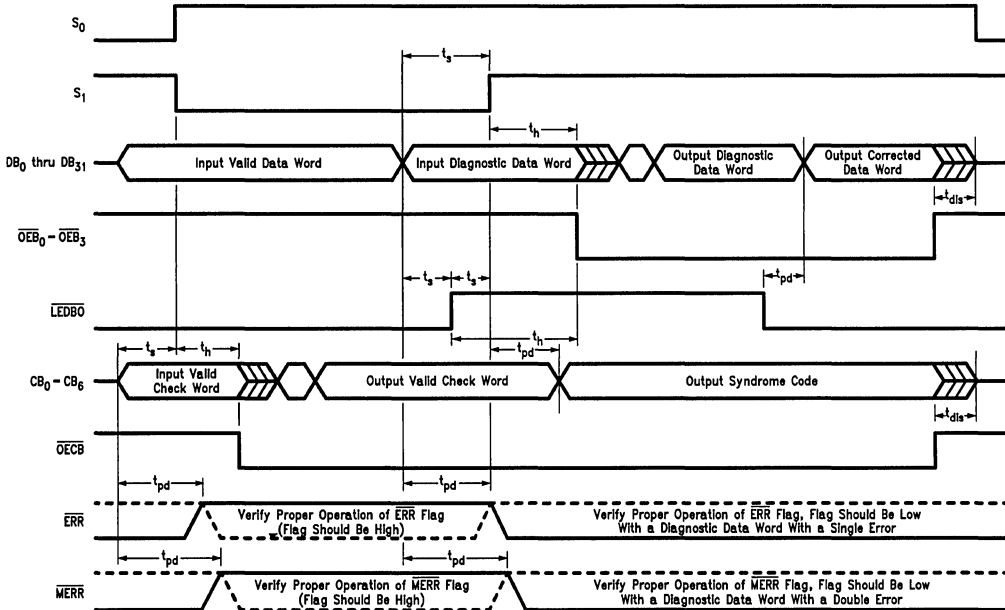 S0
ts
S1
th
DB0 thru DB31
Input Valid Data Word
Input Diagnostic Data Word
Output Diagnostic
Data Word
Output Corrected
Data Word
tdis
OEB0 – OEB3
ts
ts
tpd
LEDBO
th
ts
th
tpd
CB0 – CB6
Input Valid
Check Word
Output Valid Check Word
Output Syndrome Code
tdis
OECB
tpd
tpd
ERR
Verify Proper Operation of ERR Flag
(Flag Should Be High)
Verify Proper Operation of ERR Flag, Flag Should Be Low
With a Diagnostic Data Word With a Single Error
tpd
tpd
MERR
Verify Proper Operation of MERR Flag
(Flag Should Be High)
Verify Proper Operation of MERR Flag, Flag Should Be Low
With a Diagnostic Data Word With a Double Error